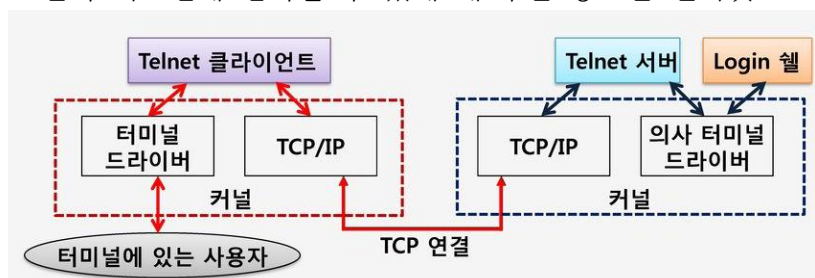 Telnet 클라이언트
Telnet 서버
Login 쉘
터미널
드라이버
TCP/IP
TCP/IP
의사 터미널
드라이버
커널
커널
TCP 연결
터미널에 있는 사용자